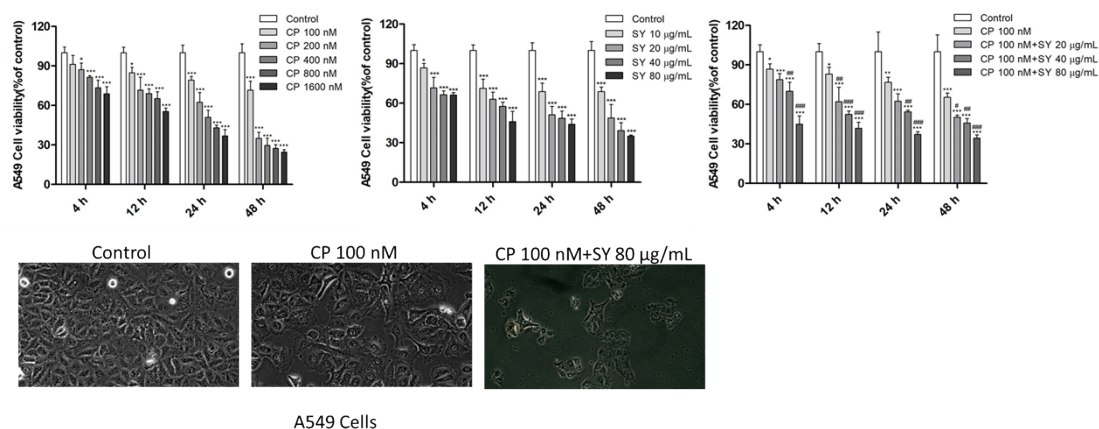 A549 Cell viability(%of control)
120
90
60
30
0
4 h
12 h
24 h
48 h
Control
CP 100 nM
CP 200 nM
CP 400 nM
CP 800 nM
CP 1600 nM
A549 Cell viability(%of control)
120
90
60
30
0
4 h
12 h
24 h
48 h
Control
SY 10 μg/mL
SY 20 μg/mL
SY 40 μg/mL
SY 80 μg/mL
A549 Cell viability(%of control)
120
90
60
30
0
4 h
12 h
24 h
48 h
Control
CP 100 nM
CP 100 nM+SY 20 μg/mL
CP 100 nM+SY 40 μg/mL
CP 100 nM+SY 80 μg/mL
Control
CP 100 nM
CP 100 nM+SY 80 μg/mL
A549 Cells